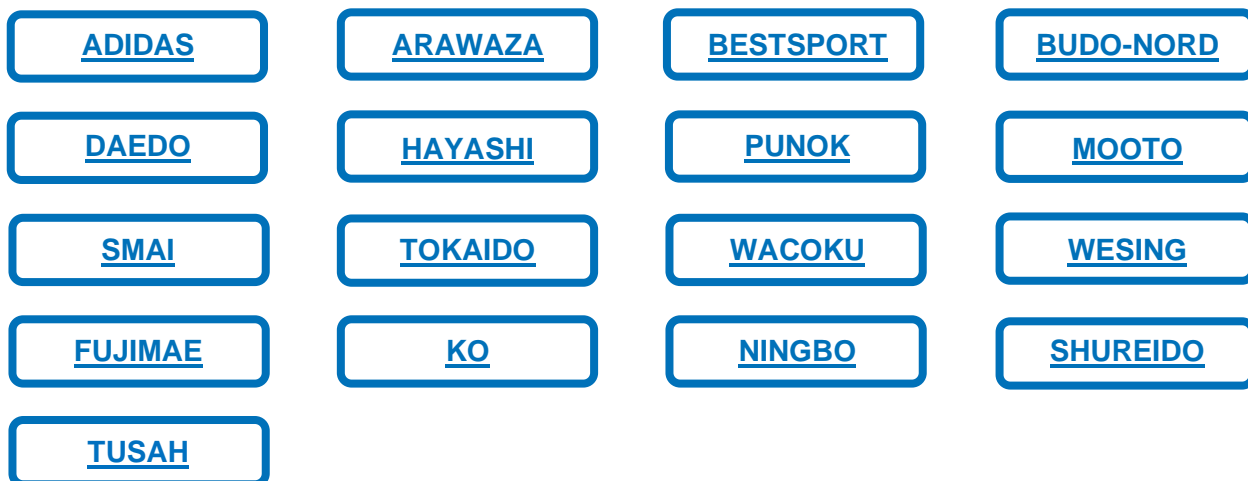 ADIDAS ARAWAZA BESTSPORT BUDO-NORD
DAEDO HAYASHI PUNOK MOOTO
SMAI TOKAIDO WACOKU WESING
FUJIMAE KO NINGBO SHUREIDO
TUSAH